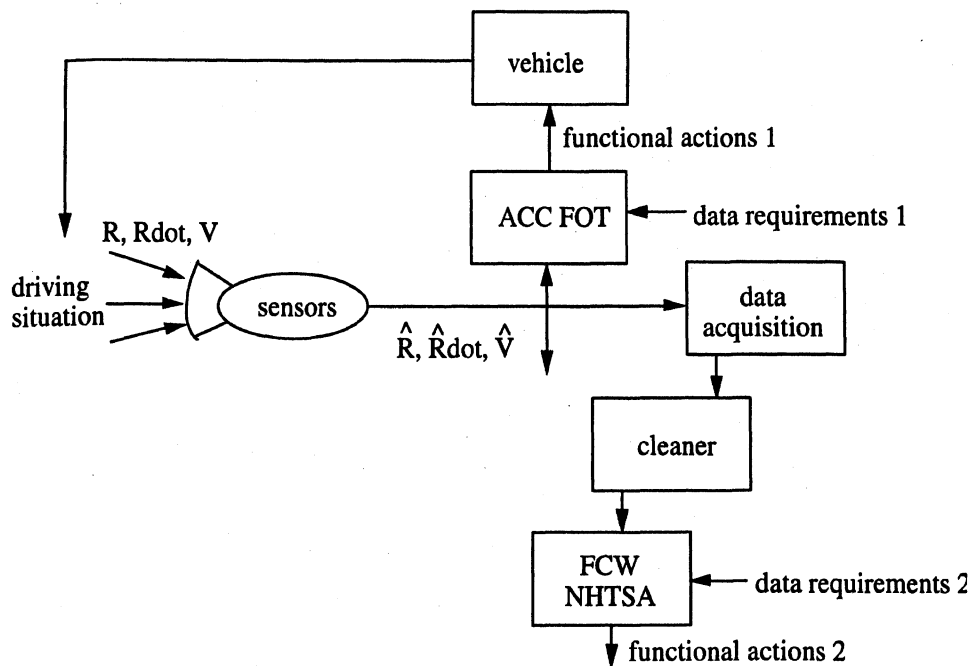 vehicle
functional actions 1
ACC FOT
data requirements 1
R, Rdot, V
driving
situation
sensors
R̂, R̂dot, V̂
data
acquisition
cleaner
FCW
NHTSA
data requirements 2
functional actions 2